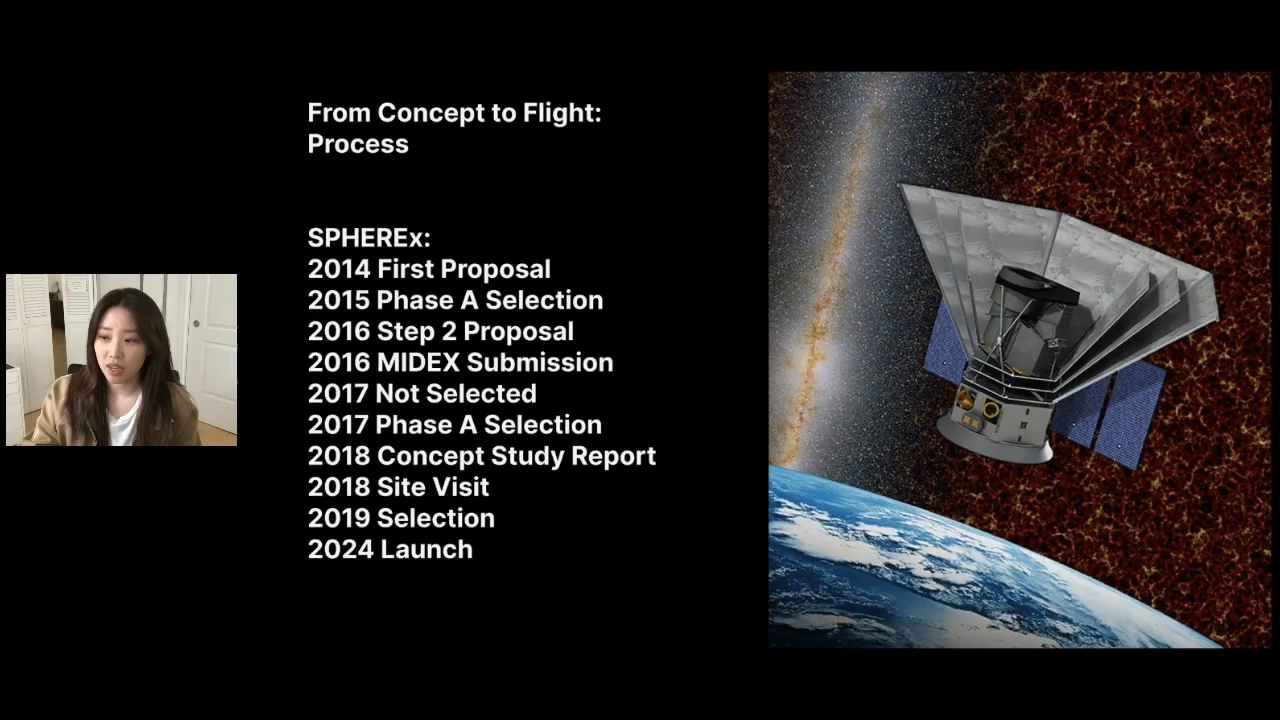 From Concept to Flight:
Process
SPHEREx:
2014 First Proposal
2015 Phase A Selection
2016 Step 2 Proposal
2016 MIDEX Submission
2017 Not Selected
2017 Phase A Selection
2018 Concept Study Report
2018 Site Visit
2019 Selection
2024 Launch